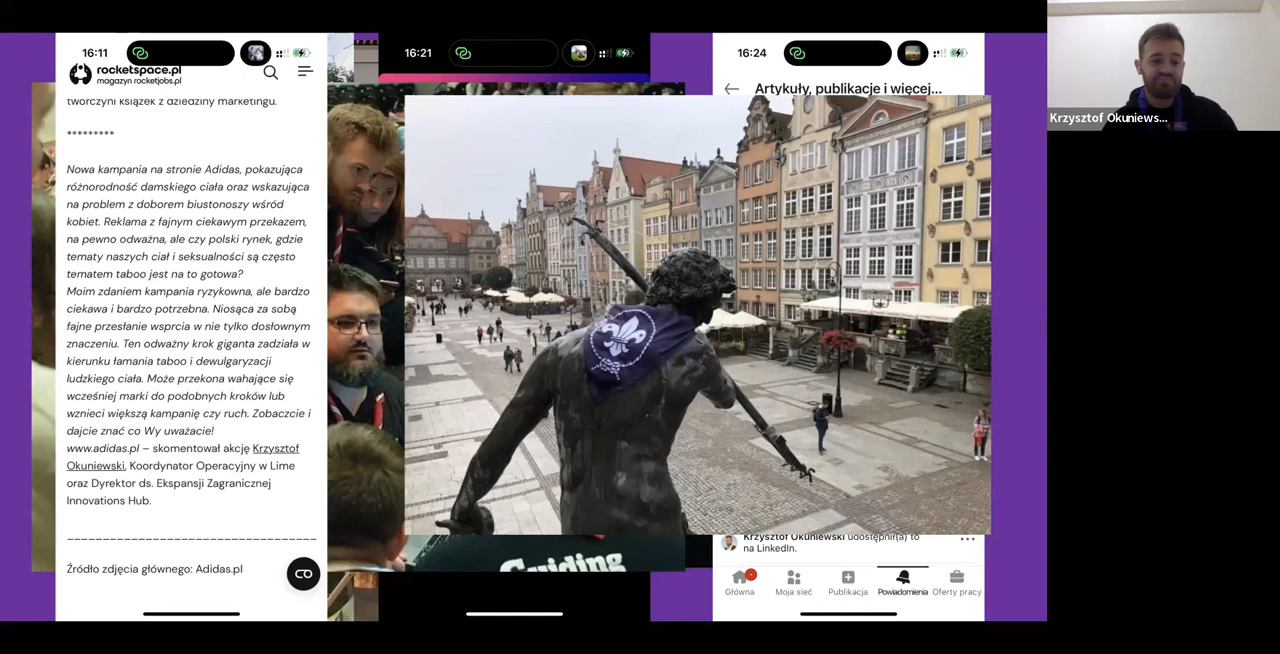 16:11
rocketspace.pl
magazyn rocketjobs.pl
twórczyni książek z dziedziny marketingu.
*********
Nowa kampania na stronie Adidas, pokazująca
różnorodność damskiego ciała oraz wskazująca
na problem z doborem biustonoszy wśród
kobiet. Reklama z fajnym ciekawym przekazem,
na pewno odważna, ale czy polski rynek, gdzie
tematy naszych ciał i seksualności są często
tematem taboo jest na to gotowa?
Moim zdaniem kampania ryzykowna, ale bardzo
ciekawa i bardzo potrzebna. Niosąca za sobą
fajne przesłanie wsprcia w nie tylko dosłownym
znaczeniu. Ten odważny krok giganta zadziała w
kierunku łamania taboo i dewulgaryzacji
ludzkiego ciała. Może przekona wahające się
wcześniej marki do podobnych kroków lub
wznieci większą kampanię czy ruch. Zobaczcie i
dajcie znać co Wy uważacie!
www.adidas.pl – skomentował akcję Krzysztof
Okuniewski, Koordynator Operacyjny w Lime
oraz Dyrektor ds. Ekspansji Zagranicznej
Innovations Hub.
Źródło zdjęcia głównego: Adidas.pl
16:21
Guiding
16:24
Artykuły, publikacje i więcej...
Krzysztof Okuniewski udostępnił(a) to
na LinkedIn.
Główna
Moja sieć
Publikacja
Powiadomienia
Oferty pracy
Krzysztof Okuniews...